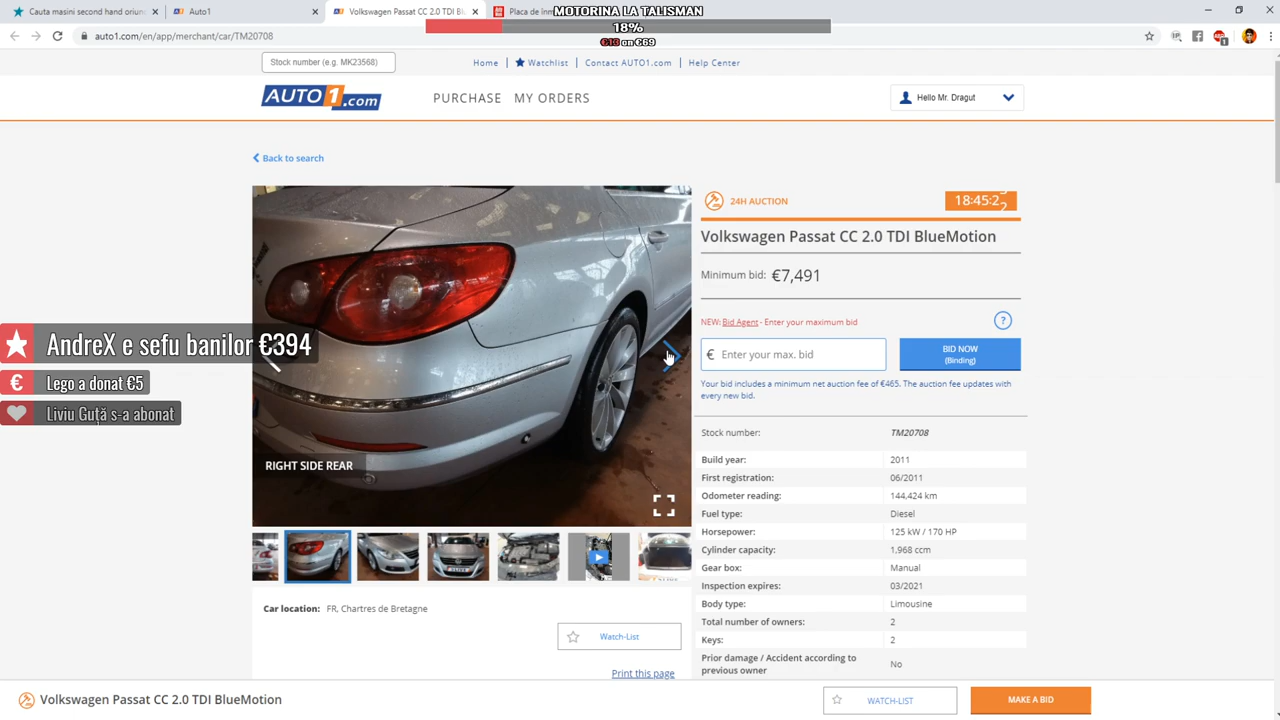 Cauta masini second hand oriun
Auto1
Volkswagen Passat CC 2.0 TDI BlueM
Placa de inm
MOTORINA LA TALISMAN
18%
€13 on €69
auto1.com/en/app/merchant/car/TM20708
Stock number (e.g. MK23568)
Home
Watchlist
Contact AUTO1.com
Help Center
AUTO1.com
PURCHASE
MY ORDERS
Hello Mr. Dragut
Back to search
24H AUCTION
18:45:2
Volkswagen Passat CC 2.0 TDI BlueMotion
Minimum bid: €7,491
NEW: Bid Agent - Enter your maximum bid
?
€ Enter your max. bid
BID NOW
(Binding)
Your bid includes a minimum net auction fee of €465. The auction fee updates with
every new bid.
AndreX e sefu banilor €394
€ Lego a donat €5
Liviu Guță s-a abonat
RIGHT SIDE REAR
Stock number: TM20708
Build year: 2011
First registration: 06/2011
Odometer reading: 144,424 km
Fuel type: Diesel
Horsepower: 125 kW / 170 HP
Cylinder capacity: 1,968 ccm
Gear box: Manual
Inspection expires: 03/2021
Body type: Limousine
Total number of owners: 2
Keys: 2
Prior damage / Accident according to
previous owner No
Car location: FR, Chartres de Bretagne
Watch-List
Print this page
Volkswagen Passat CC 2.0 TDI BlueMotion
WATCH-LIST
MAKE A BID